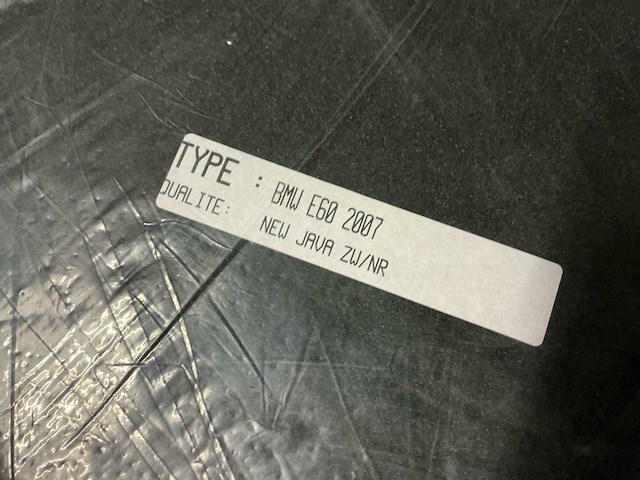 TYPE : BMW E60 2007
QUALITE: NEW JAVA ZW/NR